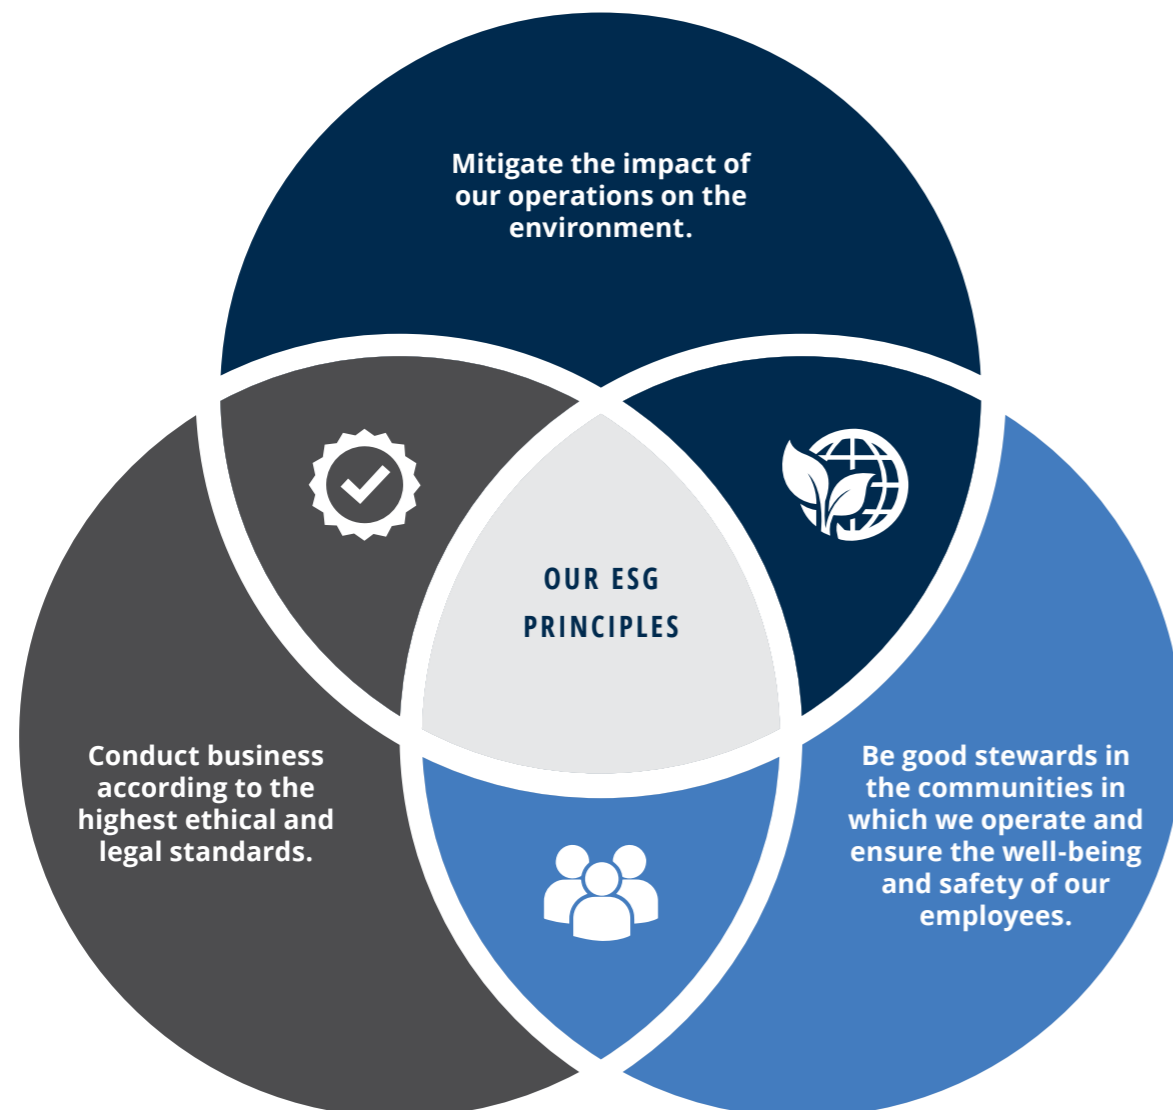 Mitigate the impact of
our operations on the
environment.
OUR ESG
PRINCIPLES
Conduct business
according to the
highest ethical and
legal standards.
Be good stewards in
the communities in
which we operate and
ensure the well-being
and safety of our
employees.